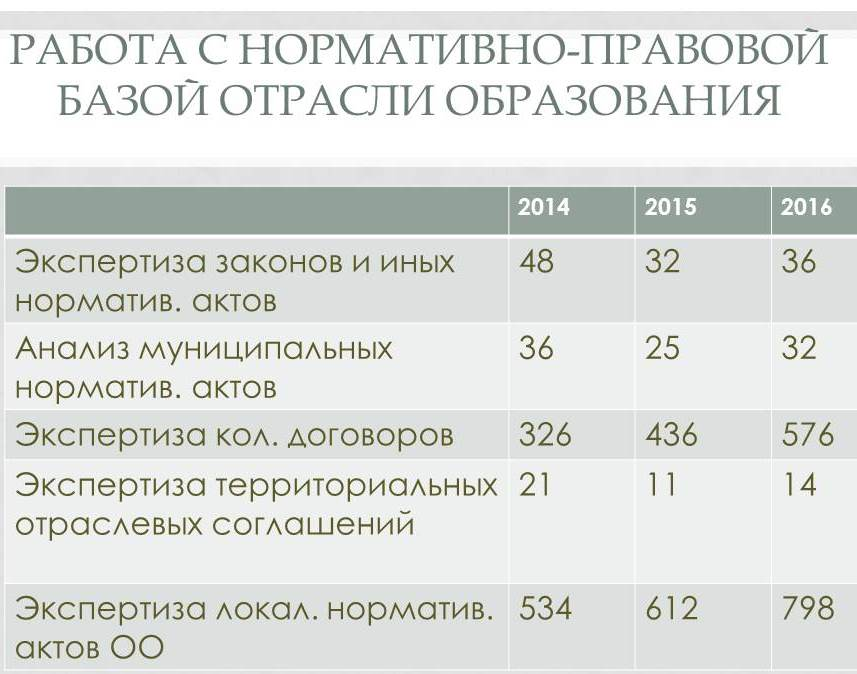 РАБОТА С НОРМАТИВНО-ПРАВОВОЙ
БАЗОЙ ОТРАСЛИ ОБРАЗОВАНИЯ
2014 2015 2016
Экспертиза законов и иных 48 32 36
норматив. актов
Анализ муниципальных 36 25 32
норматив. актов
Экспертиза кол. договоров 326 436 576
Экспертиза территориальных 21 11 14
отраслевых соглашений
Экспертиза локал. норматив. 534 612 798
актов ОО